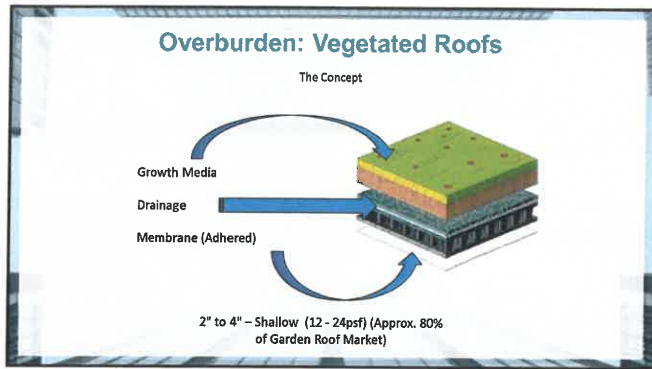 Overburden: Vegetated Roofs
The Concept
Growth Media
Drainage
Membrane (Adhered)
2" to 4" – Shallow (12 - 24psf) (Approx. 80%
of Garden Roof Market)